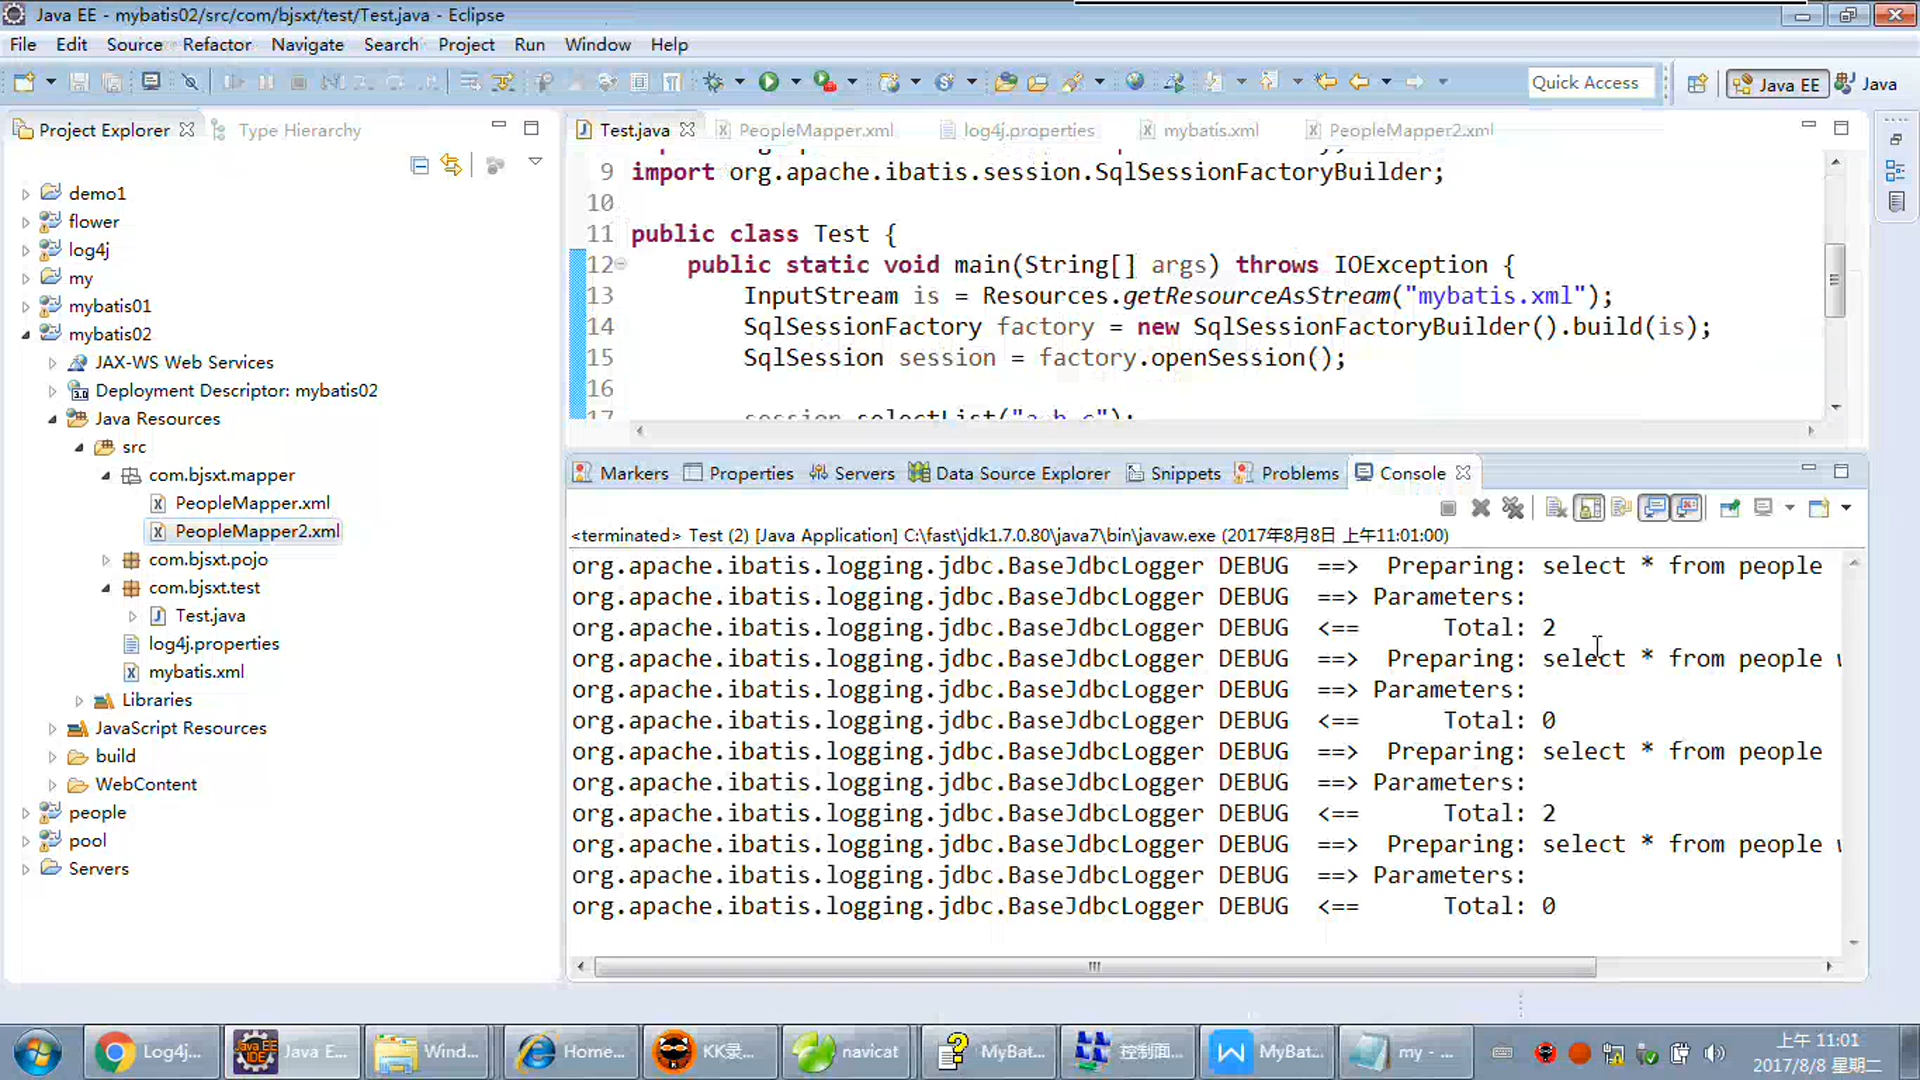 Java EE - mybatis02/src/com/bjsxt/test/Test.java - Eclipse
File Edit Source Refactor Navigate Search Project Run Window Help
Quick Access
Java EE
Java
Project Explorer
Type Hierarchy
demo1
flower
log4j
my
mybatis01
mybatis02
JAX-WS Web Services
Deployment Descriptor: mybatis02
Java Resources
src
com.bjsxt.mapper
PeopleMapper.xml
PeopleMapper2.xml
com.bjsxt.pojo
com.bjsxt.test
Test.java
log4j.properties
mybatis.xml
Libraries
JavaScript Resources
build
WebContent
people
pool
Servers
Test.java PeopleMapper.xml log4j.properties mybatis.xml PeopleMapper2.xml
9 import org.apache.ibatis.session.SqlSessionFactoryBuilder;
10
11 public class Test {
12 public static void main(String[] args) throws IOException {
13 InputStream is = Resources.getResourceAsStream("mybatis.xml");
14 SqlSessionFactory factory = new SqlSessionFactoryBuilder().build(is);
15 SqlSession session = factory.openSession();
16
17 session.selectList("a.b.c");
Markers Properties Servers Data Source Explorer Snippets Problems Console
<terminated> Test (2) [Java Application] C:\fast\jdk1.7.0.80\java7\bin\javaw.exe (2017年8月8日 上午11:01:00)
org.apache.ibatis.logging.jdbc.BaseJdbcLogger DEBUG ==> Preparing: select * from people
org.apache.ibatis.logging.jdbc.BaseJdbcLogger DEBUG ==> Parameters:
org.apache.ibatis.logging.jdbc.BaseJdbcLogger DEBUG <== Total: 2
org.apache.ibatis.logging.jdbc.BaseJdbcLogger DEBUG ==> Preparing: select * from people w
org.apache.ibatis.logging.jdbc.BaseJdbcLogger DEBUG ==> Parameters:
org.apache.ibatis.logging.jdbc.BaseJdbcLogger DEBUG <== Total: 0
org.apache.ibatis.logging.jdbc.BaseJdbcLogger DEBUG ==> Preparing: select * from people
org.apache.ibatis.logging.jdbc.BaseJdbcLogger DEBUG ==> Parameters:
org.apache.ibatis.logging.jdbc.BaseJdbcLogger DEBUG <== Total: 2
org.apache.ibatis.logging.jdbc.BaseJdbcLogger DEBUG ==> Preparing: select * from people w
org.apache.ibatis.logging.jdbc.BaseJdbcLogger DEBUG ==> Parameters:
org.apache.ibatis.logging.jdbc.BaseJdbcLogger DEBUG <== Total: 0
Log4j... Java E... Wind... Home... KK录... navicat MyBat... 控制面... MyBat... my - ...
上午 11:01
2017/8/8 星期二